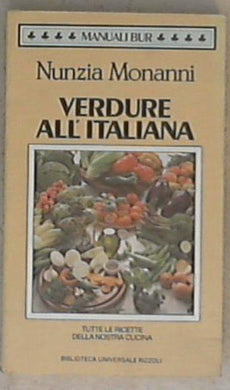 MANUALI BUR
Nunzia Monanni
VERDURE
ALL'ITALIANA
TUTTE LE RICETTE
DELLA NOSTRA CUCINA
BIBLIOTECA UNIVERSALE RIZZOLI